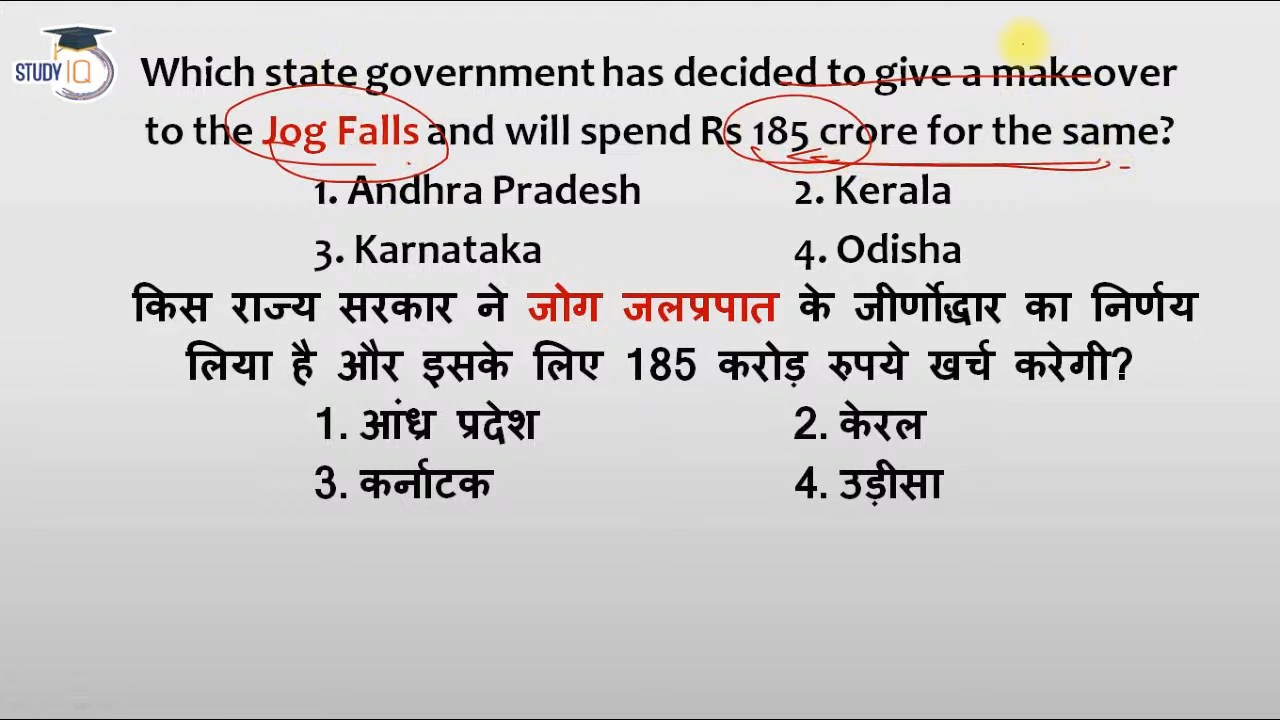 STUDY IQ
Which state government has decided to give a makeover
to the Jog Falls and will spend Rs 185 crore for the same?
1. Andhra Pradesh 2. Kerala
3. Karnataka 4. Odisha
किस राज्य सरकार ने जोग जलप्रपात के जीर्णोद्धार का निर्णय
लिया है और इसके लिए 185 करोड़ रुपये खर्च करेगी?
1. आंध्र प्रदेश 2. केरल
3. कर्नाटक 4. उड़ीसा